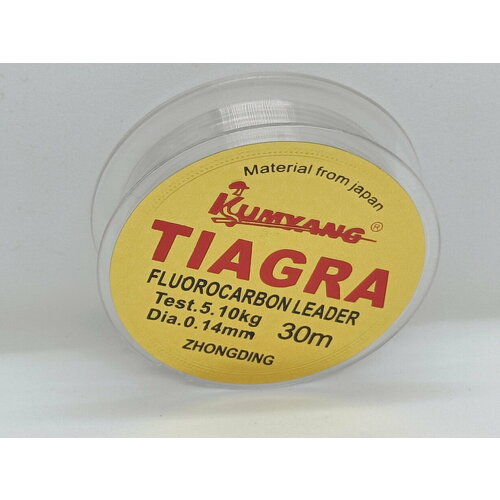 Material from japan
KUMYANG ®
TIAGRA
FLUOROCARBON LEADER
Test.5.10kg
Dia.0.14mm
30m
ZHONGDING